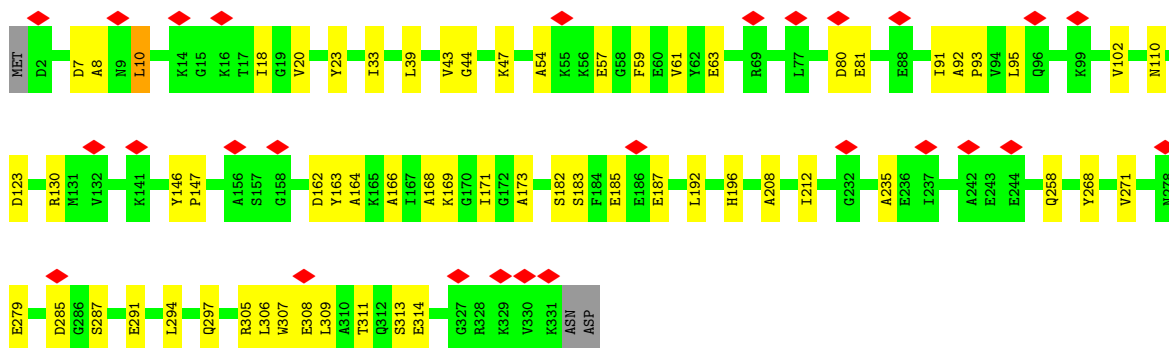 MET D2 D7 A8 N9 L10 K14 G15 K16 T17 I18 G19 V20 Y23 I33 L39 V43 G44 K47 A54 K55 K56 E57 G58 F59 E60 V61 Y62 E63 R69 L77 D80 E81 E88 I91 A92 P93 V94 L95 Q96 K99 V102 N110
D123 R130 M131 V132 K141 Y146 P147 A156 S157 G158 D162 Y163 A164 K165 A166 I167 A168 K169 G170 I171 G172 A173 S182 S183 F184 E185 E186 E187 L192 H196 A208 I212 G232 A235 E236 I237 A242 E243 E244 Q258 Y268 V271 N278
E279 D285 G286 S287 E291 L294 Q297 R305 L306 W307 E308 L309 A310 T311 Q312 S313 E314 G327 R328 K329 V330 K331 ASN ASP